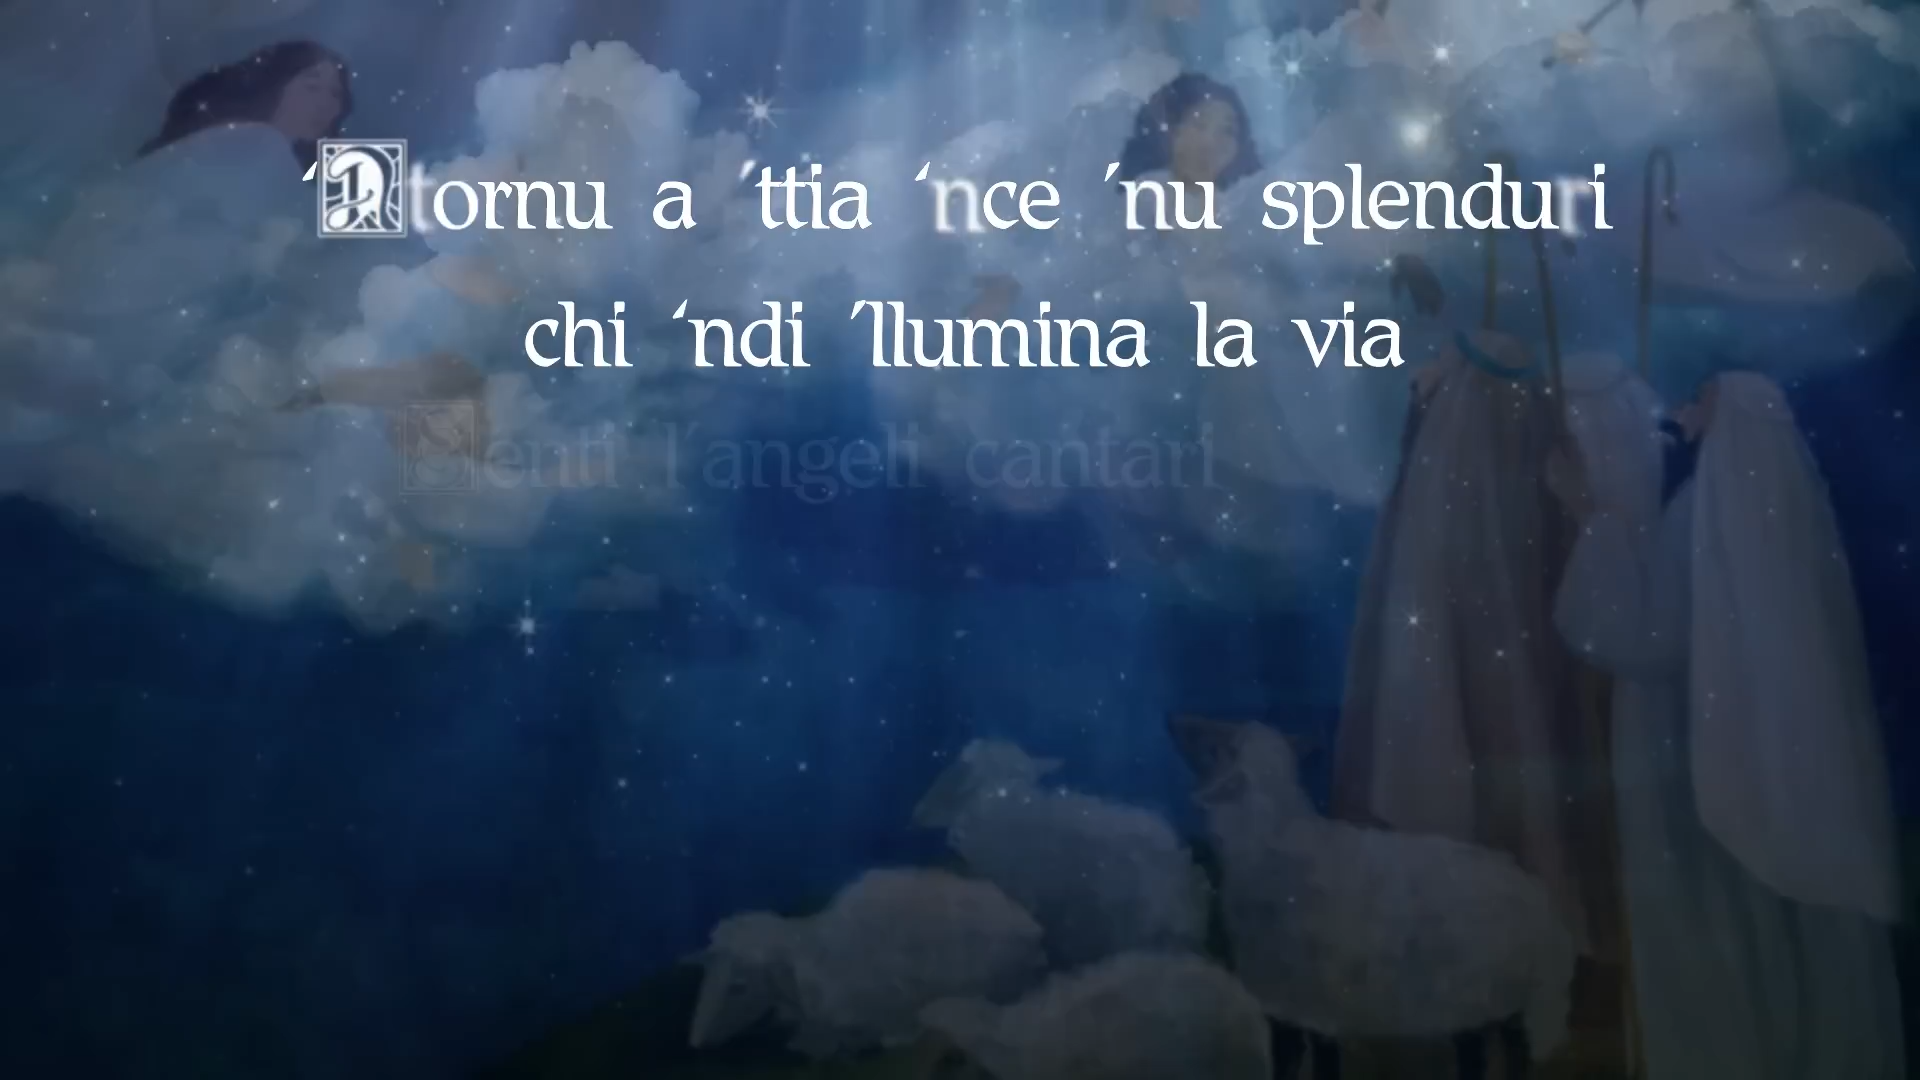 ‘Ntornu a ’ttia ‘nce ’nu splenduri
chi ‘ndi ’llumina la via
Senti l'angeli cantari